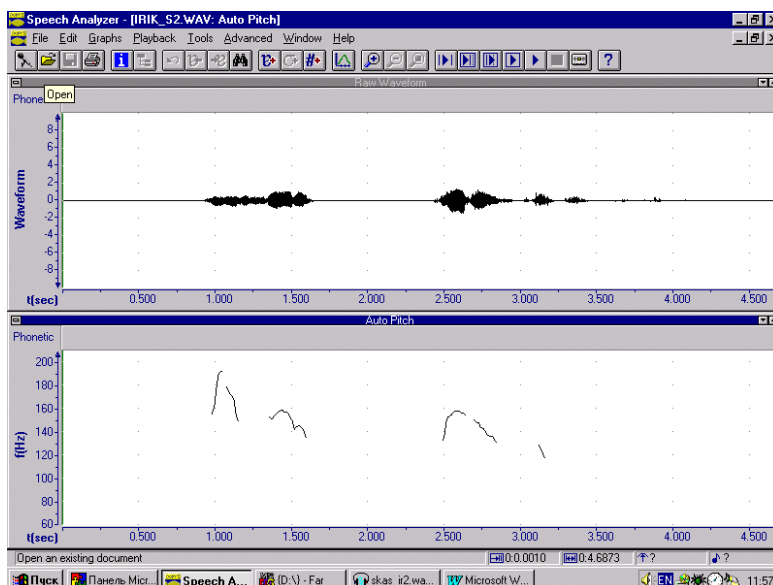 Speech Analyzer - [IRIK_S2.WAV: Auto Pitch]
File Edit Graphs Playback Tools Advanced Window Help
Raw Waveform
Phone
Open
8
6
4
2
0
-2
-4
-6
-8
Waveform
t(sec) 0.500 1.000 1.500 2.000 2.500 3.000 3.500 4.000 4.500
Auto Pitch
Phonetic
200
180
160
140
120
100
80
60
f(Hz)
t(sec) 0.500 1.000 1.500 2.000 2.500 3.000 3.500 4.000 4.500
Open an existing document 0:0.0010 0:4.6873 ? ?
Пуск Панель Micr... Speech A... (D:\) - Far skas_ir2.wa... Microsoft W... EN 11:57